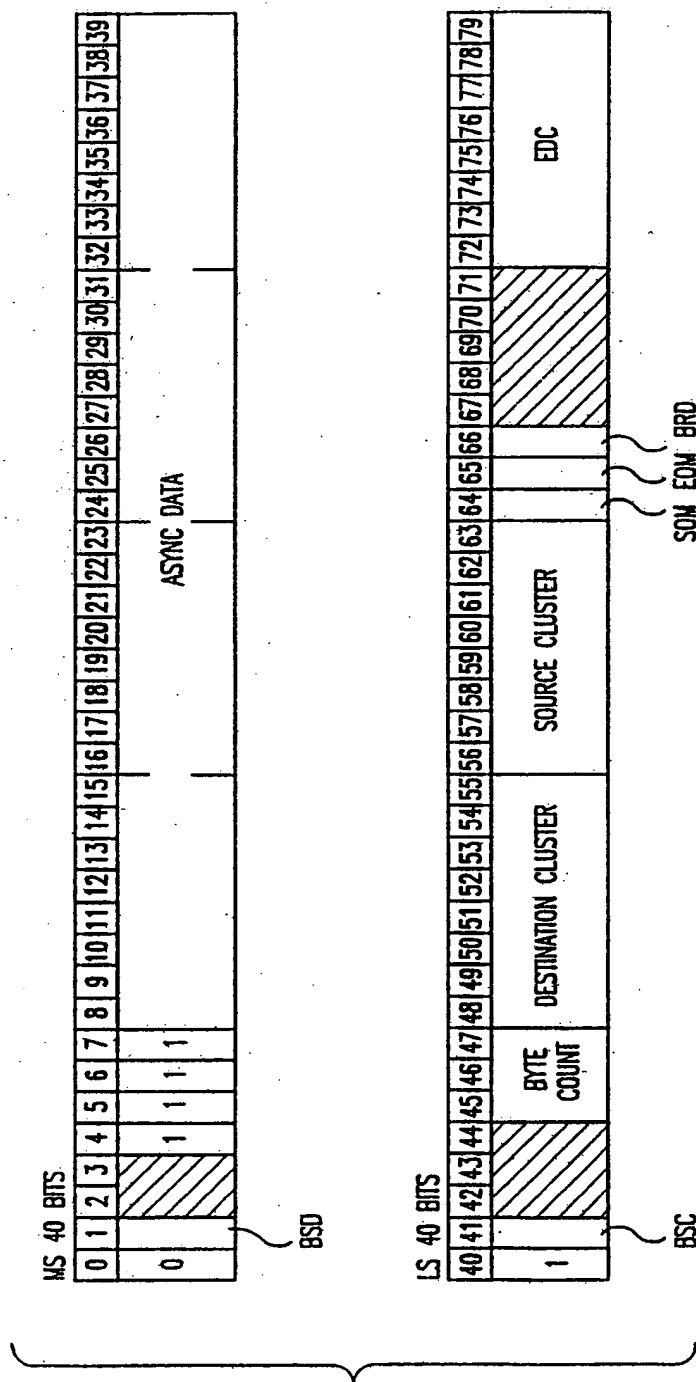 MS 40 BITS
0 1 2 3 4 5 6 7 8 9 10 11 12 13 14 15 16 17 18 19 20 21 22 23 24 25 26 27 28 29 30 31 32 33 34 35 36 37 38 39
0 1 1 1 1 ASYNC DATA
BSD
LS 40 BITS
40 41 42 43 44 45 46 47 48 49 50 51 52 53 54 55 56 57 58 59 60 61 62 63 64 65 66 67 68 69 70 71 72 73 74 75 76 77 78 79
1 BYTE COUNT DESTINATION CLUSTER SOURCE CLUSTER EDC
BSC SOM EOM BRD